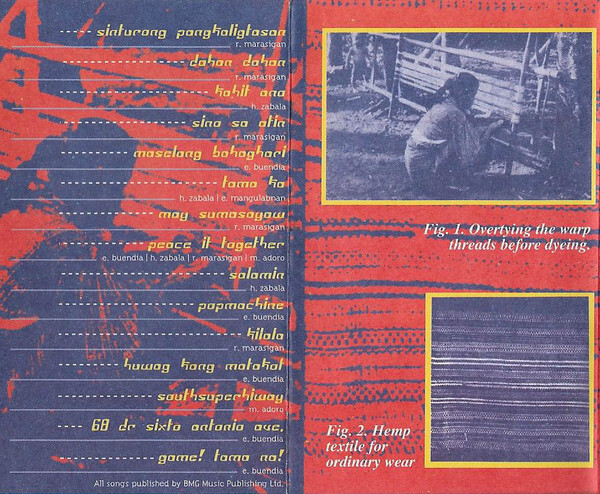 sinturong pangkaligtasan
r. marasigan
dahan dahan
r. marasigan
kahit ano
h. zabala
sino sa atin
r. marasigan
maselang bahaghari
e. buendia
tama ka
h. zabala | e. mangulabnan
may sumasayaw
r. marasigan
peace it together
e. buendia | h. zabala | r. marasigan | m. adoro
salamin
h. zabala
popmachine
e. buendia
hilala
r. marasigan
huwag kang matakot
e. buendia
southsuperhiway
m. adoro
68 dr sixto antonio ave.
e. buendia
game! tama na!
e. buendia
All songs published by BMG Music Publishing Ltd.
Fig. 1. Overtying the warp
threads before dyeing.
Fig. 2. Hemp
textile for
ordinary wear